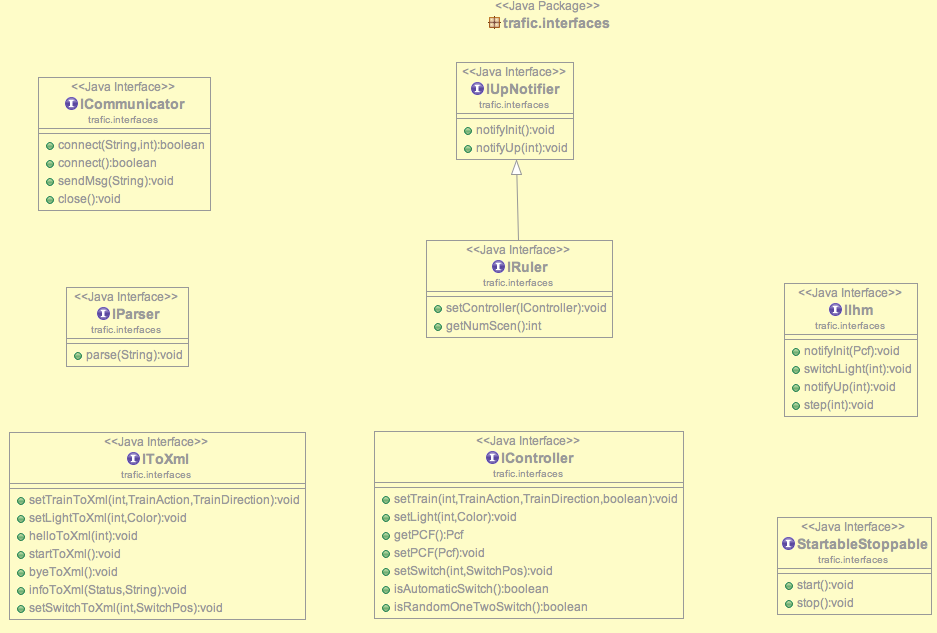 <<Java Package>>
trafic.interfaces
<<Java Interface>>
ICommunicator
trafic.interfaces
connect(String,int):boolean
connect():boolean
sendMsg(String):void
close():void
<<Java Interface>>
IUpNotifier
trafic.interfaces
notifyInit():void
notifyUp(int):void
<<Java Interface>>
IRuler
trafic.interfaces
setController(IController):void
getNumScen():int
<<Java Interface>>
IParser
trafic.interfaces
parse(String):void
<<Java Interface>>
IIhm
trafic.interfaces
notifyInit(Pcf):void
switchLight(int):void
notifyUp(int):void
step(int):void
<<Java Interface>>
IToXml
trafic.interfaces
setTrainToXml(int,TrainAction,TrainDirection):void
setLightToXml(int,Color):void
helloToXml(int):void
startToXml():void
byeToXml():void
infoToXml(Status,String):void
setSwitchToXml(int,SwitchPos):void
<<Java Interface>>
IController
trafic.interfaces
setTrain(int,TrainAction,TrainDirection,boolean):void
setLight(int,Color):void
getPCF():Pcf
setPCF(Pcf):void
setSwitch(int,SwitchPos):void
isAutomaticSwitch():boolean
isRandomOneTwoSwitch():boolean
<<Java Interface>>
StartableStoppable
trafic.interfaces
start():void
stop():void